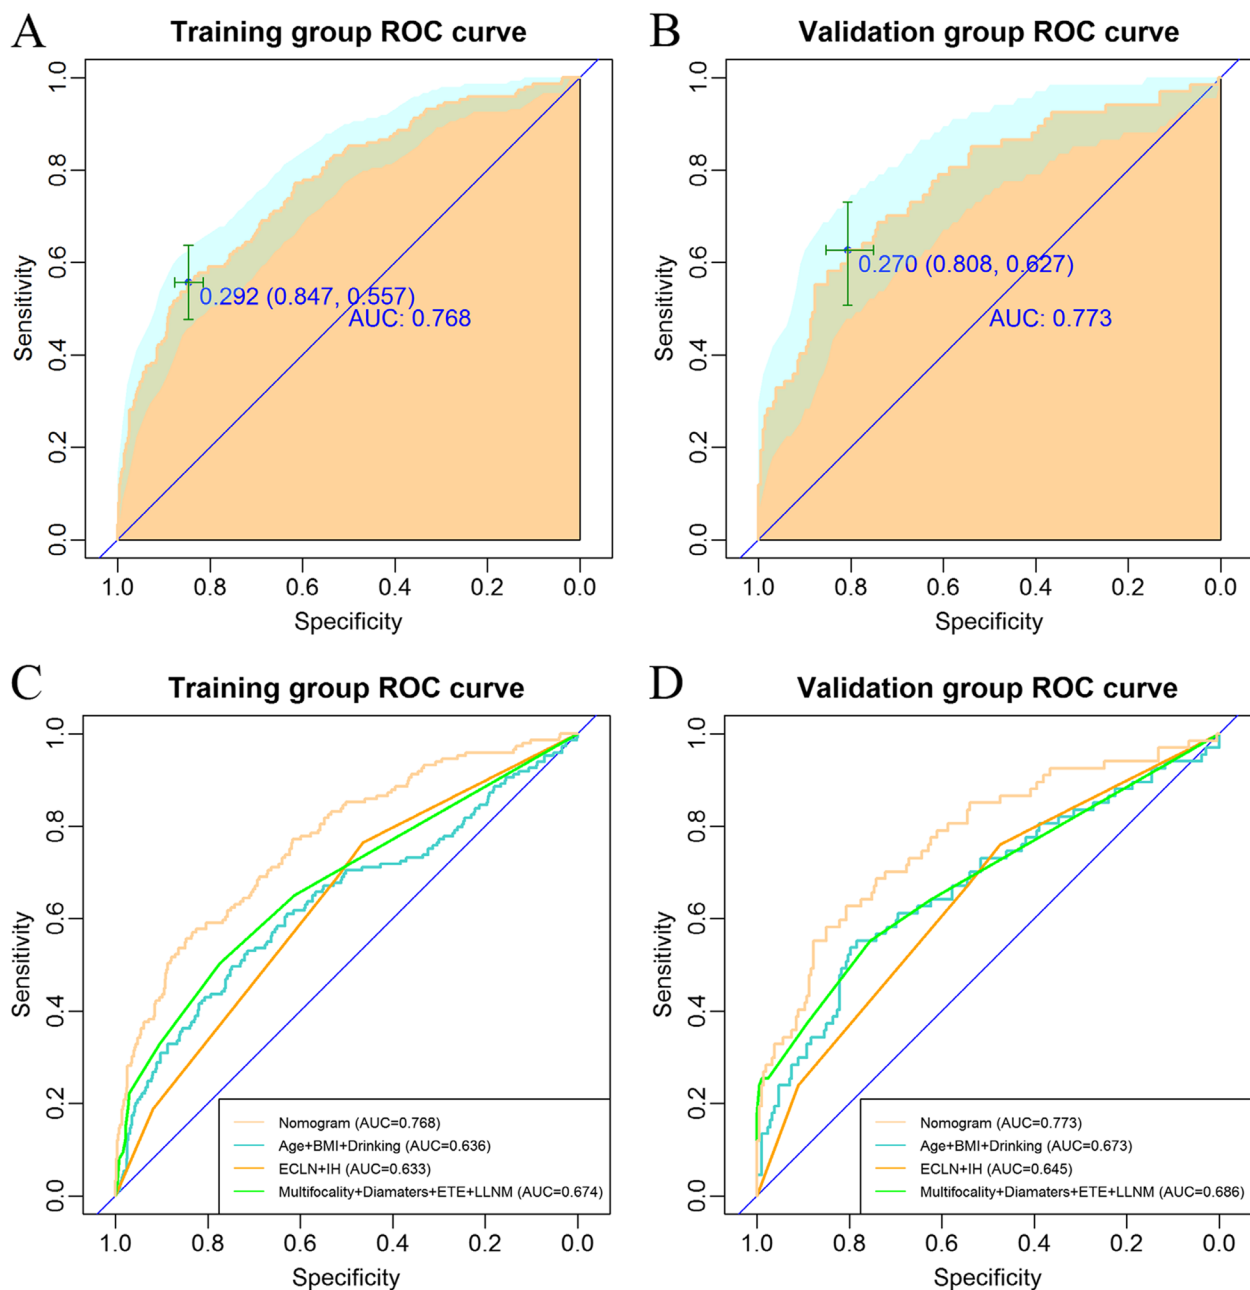 A
Training group ROC curve
Sensitivity
1.0
0.8
0.6
0.4
0.2
0.0
0.292 (0.847, 0.557)
AUC: 0.768
1.0 0.8 0.6 0.4 0.2 0.0
Specificity
B
Validation group ROC curve
Sensitivity
1.0
0.8
0.6
0.4
0.2
0.0
0.270 (0.808, 0.627)
AUC: 0.773
1.0 0.8 0.6 0.4 0.2 0.0
Specificity
C
Training group ROC curve
Sensitivity
1.0
0.8
0.6
0.4
0.2
0.0
Nomogram (AUC=0.768)
Age+BMI+Drinking (AUC=0.636)
ECLN+IH (AUC=0.633)
Multifocality+Diamaters+ETE+LLNM (AUC=0.674)
1.0 0.8 0.6 0.4 0.2 0.0
Specificity
D
Validation group ROC curve
Sensitivity
1.0
0.8
0.6
0.4
0.2
0.0
Nomogram (AUC=0.773)
Age+BMI+Drinking (AUC=0.673)
ECLN+IH (AUC=0.645)
Multifocality+Diamaters+ETE+LLNM (AUC=0.686)
1.0 0.8 0.6 0.4 0.2 0.0
Specificity